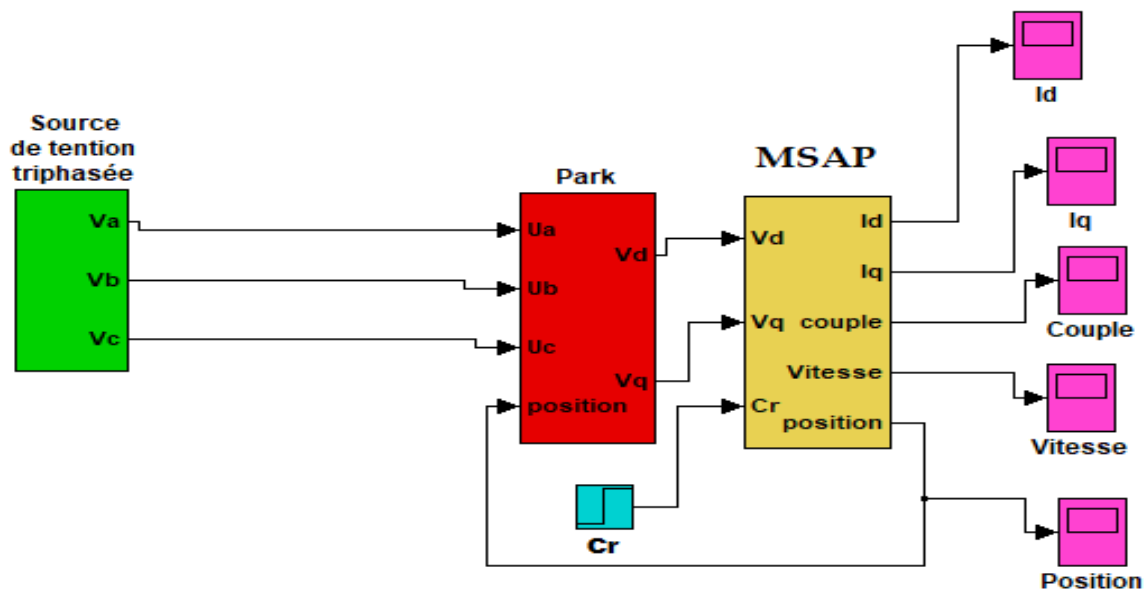 Source
de tention
triphasée
Va
Vb
Vc
Park
Ua
Ub
Uc
position
Vd
Vq
MSAP
Vd
Vq
Cr
Id
Iq
couple
Vitesse
position
Cr
Id
Iq
Couple
Vitesse
Position